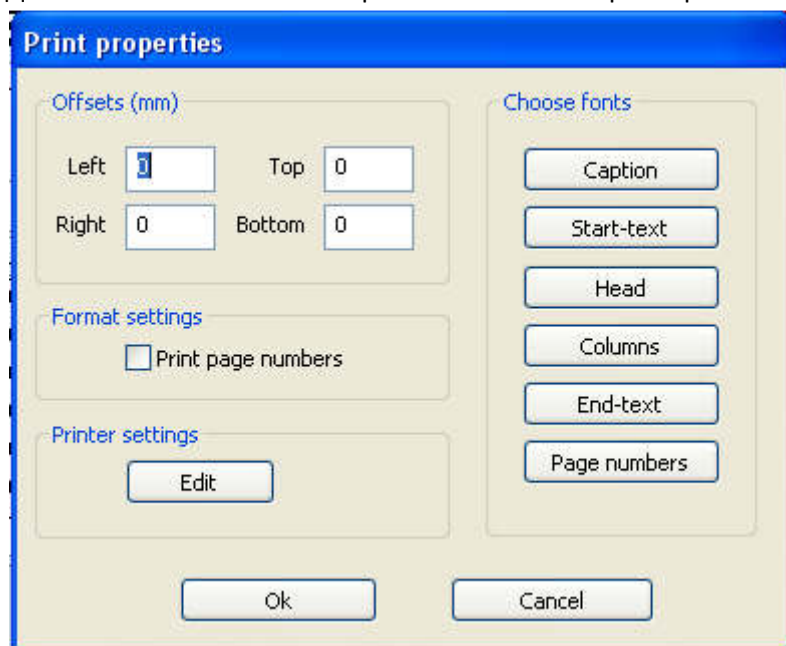 Print properties
Offsets (mm)
Left 0 Top 0
Right 0 Bottom 0
Format settings
Print page numbers
Printer settings
Edit
Choose fonts
Caption
Start-text
Head
Columns
End-text
Page numbers
Ok Cancel